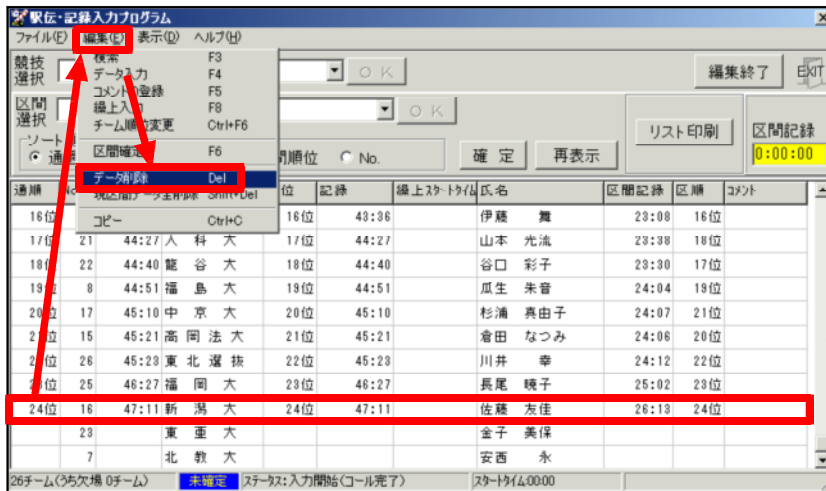 駅伝・記録入力プログラム
ファイル(F) 編集(E) 表示(D) ヘルプ(H)
競技選択 OK 編集終了 EXIT
検索 F3
データ入力 F4
コメントの登録 F5
繰上入力 F8
チーム順位変更 Ctrl+F6
区間確定 F6
データ削除 Del
現区間データ全削除 Shift+Del
コピー Ctrl+C
区間選択 OK リスト印刷 区間記録
0:00:00
ソート No. 確定 再表示
通順 位 記録 繰上スタートタイム 氏名 区間記録 区順 コメント
16位 16位 43:36 伊藤 舞 23:08 16位
17位 21 44:27 17位 44:27 山本 光流 23:38 18位
18位 22 44:40 龍谷大 18位 44:40 谷口 彩子 23:30 17位
19位 8 44:51 福島大 19位 44:51 瓜生 朱音 24:04 19位
20位 17 45:10 中京大 20位 45:10 杉浦 真由子 24:07 21位
21位 15 45:21 高岡法大 21位 45:21 倉田 なつみ 24:06 20位
22位 26 45:23 東北選抜 22位 45:23 川井 幸 24:12 22位
23位 25 46:27 福岡大 23位 46:27 長尾 暁子 25:02 23位
24位 16 47:11 新潟大 24位 47:11 佐藤 友佳 26:13 24位
23 東亜大 金子 美保
7 北教大 安西 永
26チーム(うち欠場 0チーム) 未確定 ステータス:入力開始(コール完了) スタートタイム:00:00